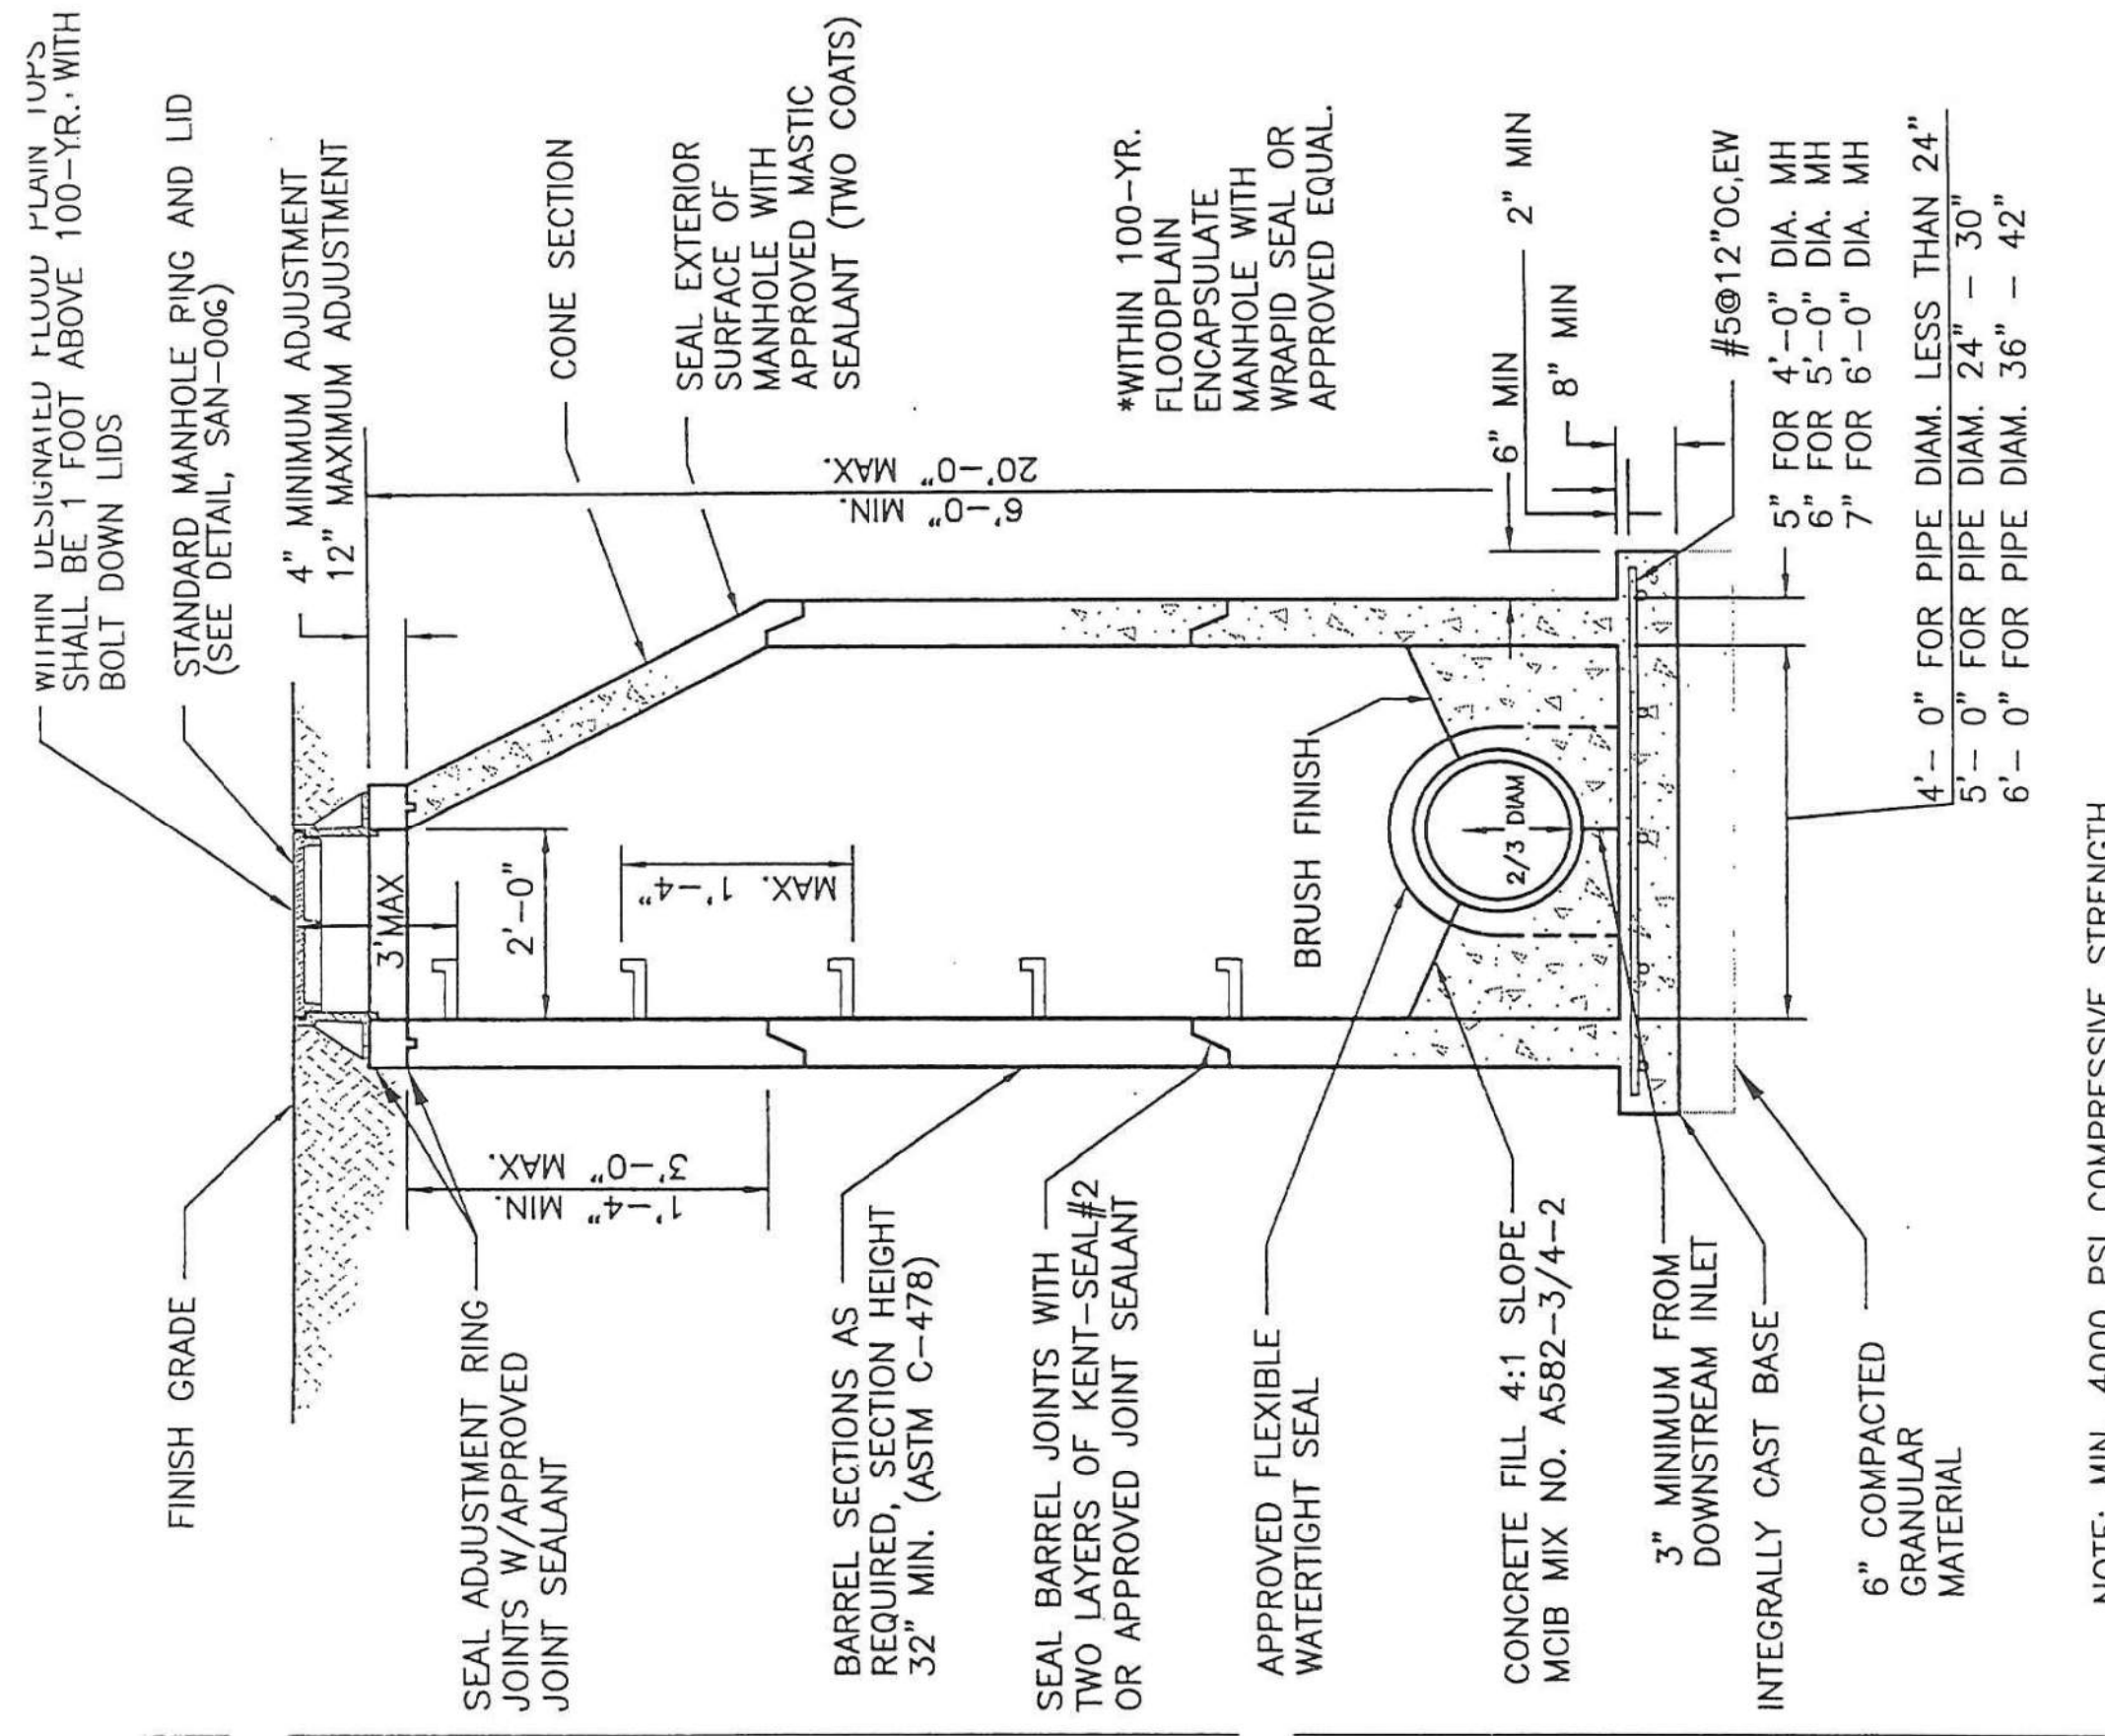 WITHIN DESIGNATED FLOOD PLAIN TOPS
SHALL BE 1 FOOT ABOVE 100-YR. WITH
BOLT DOWN LIDS
STANDARD MANHOLE RING AND LID
(SEE DETAIL, SAN-006)
FINISH GRADE
4" MINIMUM ADJUSTMENT
12" MAXIMUM ADJUSTMENT
3' MAX
SEAL ADJUSTMENT RING
JOINTS W/APPROVED
JOINT SEALANT
2'-0"
CONE SECTION
1'-4" MIN.
3'-0" MAX.
MAX. 1'-4"
SEAL EXTERIOR
SURFACE OF
MANHOLE WITH
APPROVED MASTIC
SEALANT (TWO COATS)
6'-0" MIN.
20'-0" MAX.
BARREL SECTIONS AS
REQUIRED, SECTION HEIGHT
32" MIN. (ASTM C-478)
SEAL BARREL JOINTS WITH
TWO LAYERS OF KENT-SEAL#2
OR APPROVED JOINT SEALANT
*WITHIN 100-YR.
FLOODPLAIN
ENCAPSULATE
MANHOLE WITH
WRAPID SEAL OR
APPROVED EQUAL.
BRUSH FINISH
APPROVED FLEXIBLE
WATERTIGHT SEAL
2/3 DIAM
6" MIN
2" MIN
8" MIN
CONCRETE FILL 4:1 SLOPE
MCIB MIX NO. A582-3/4-2
3" MINIMUM FROM
DOWNSTREAM INLET
#5@12"OC,EW
INTEGRALLY CAST BASE
5" FOR 4'-0" DIA. MH
6" FOR 5'-0" DIA. MH
7" FOR 6'-0" DIA. MH
6" COMPACTED
GRANULAR
MATERIAL
4'- 0" FOR PIPE DIAM. LESS THAN 24"
5'- 0" FOR PIPE DIAM. 24" - 30"
6'- 0" FOR PIPE DIAM. 36" - 42"
NOTE: MIN. 4000 PSI COMPRESSIVE STRENGTH